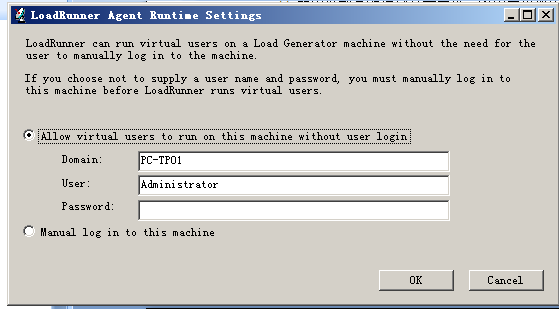 LoadRunner Agent Runtime Settings
LoadRunner can run virtual users on a Load Generator machine without the need for the
user to manually log in to the machine.
If you choose not to supply a user name and password, you must manually log in to
this machine before LoadRunner runs virtual users.
Allow virtual users to run on this machine without user login
Domain: PC-TP01
User: Administrator
Password:
Manual log in to this machine
OK Cancel